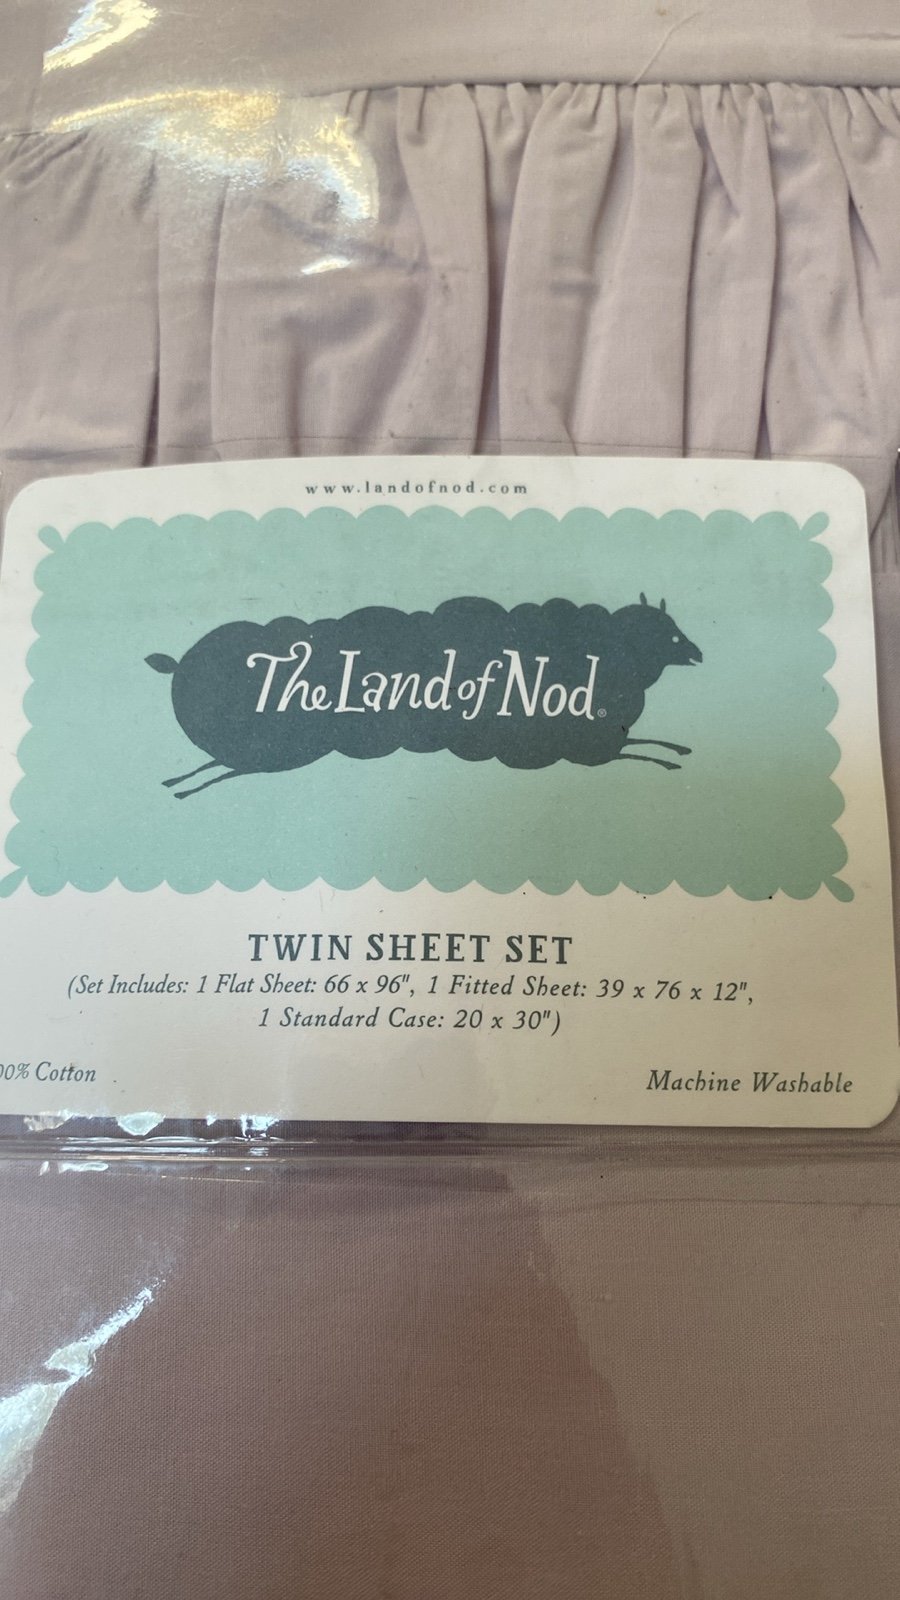 www.landofnod.com
The Land of Nod®
TWIN SHEET SET
(Set Includes: 1 Flat Sheet: 66 x 96", 1 Fitted Sheet: 39 x 76 x 12",
1 Standard Case: 20 x 30")
00% Cotton
Machine Washable